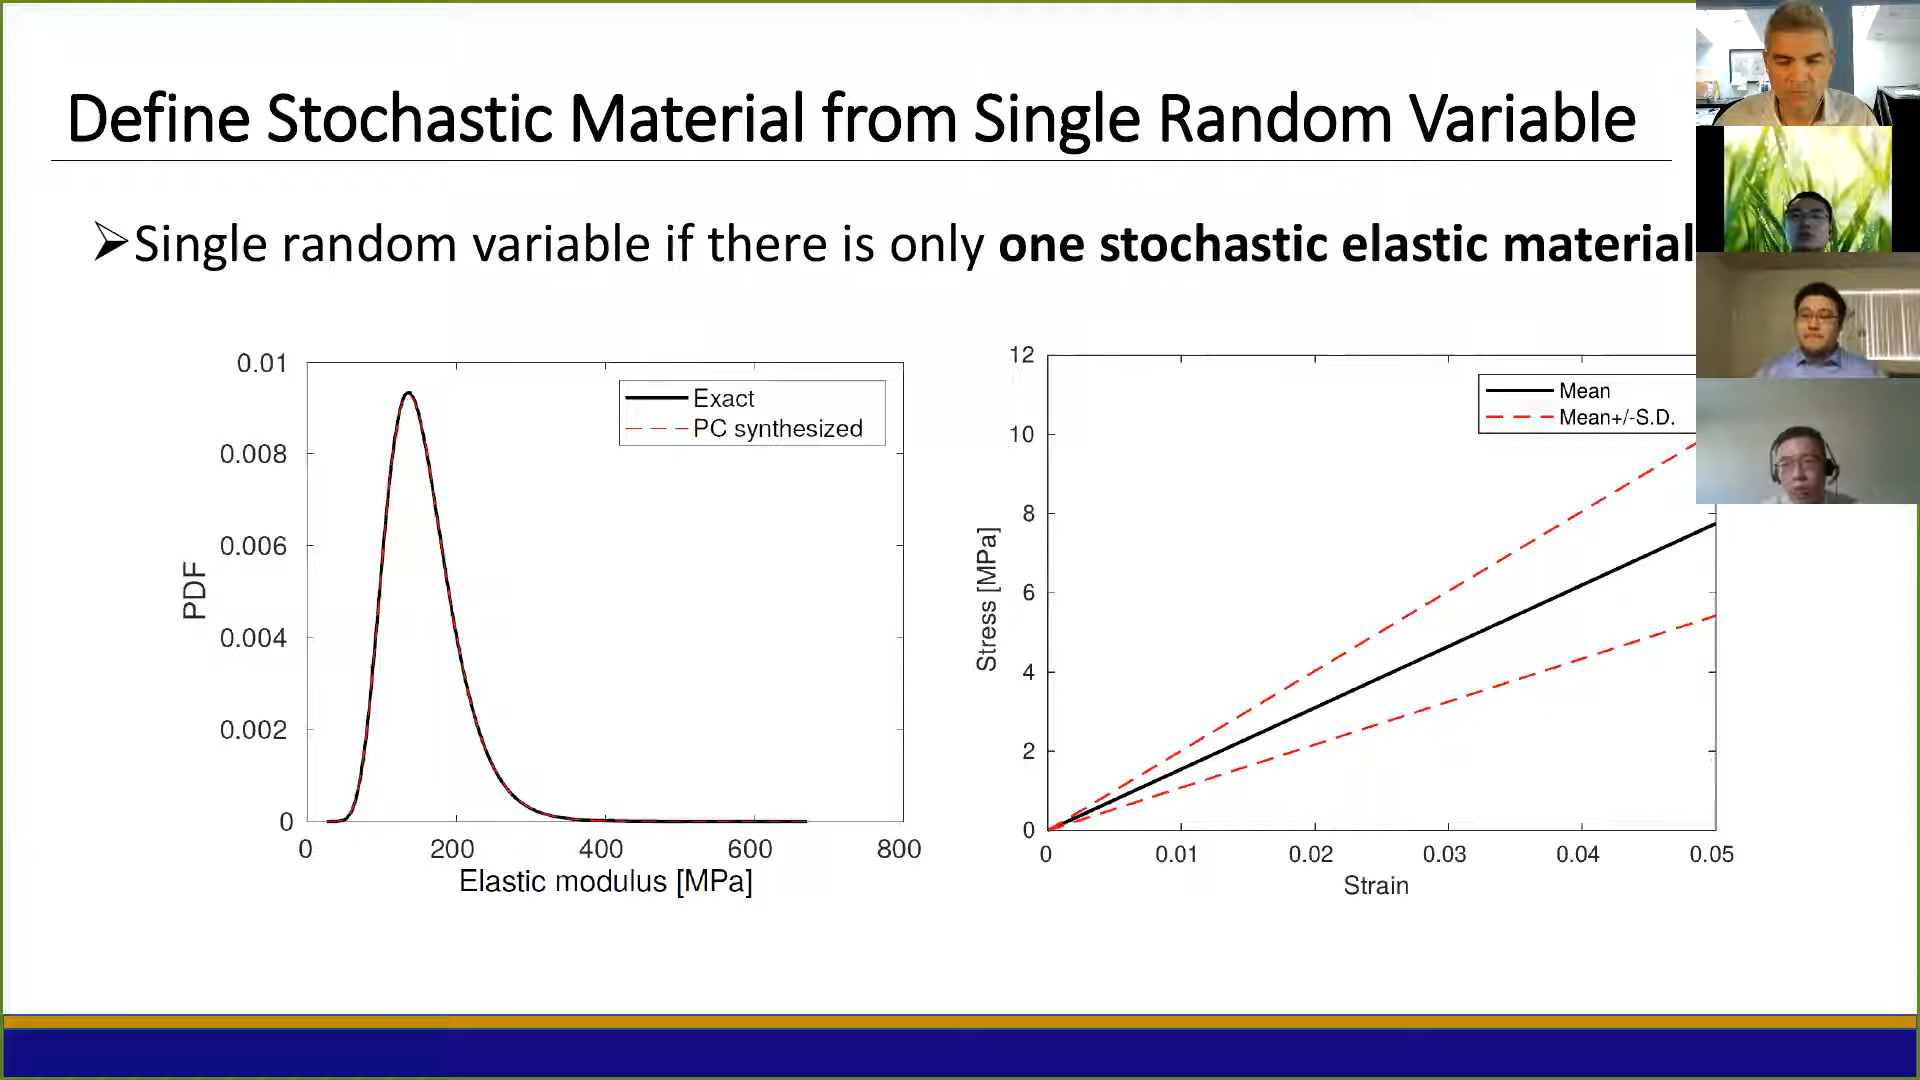 Define Stochastic Material from Single Random Variable
➢Single random variable if there is only one stochastic elastic material
0.01
0.008
0.006
0.004
0.002
0
PDF
Exact
PC synthesized
0 200 400 600 800
Elastic modulus [MPa]
12
10
8
6
4
2
0
Stress [MPa]
Mean
Mean+/-S.D.
0 0.01 0.02 0.03 0.04 0.05
Strain